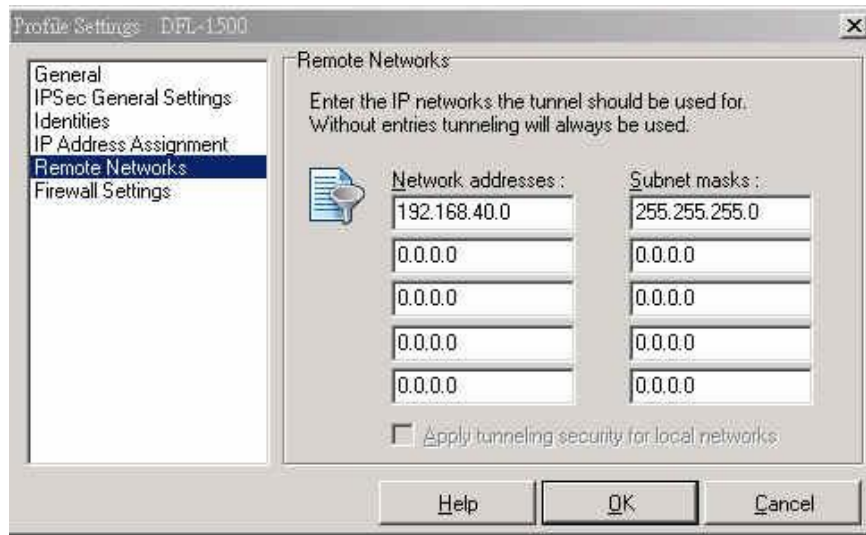 Profile Settings DFL-1500
General
IPSec General Settings
Identities
IP Address Assignment
Remote Networks
Firewall Settings
Remote Networks
Enter the IP networks the tunnel should be used for.
Without entries tunneling will always be used.
Network addresses :
Subnet masks :
192.168.40.0
255.255.255.0
0.0.0.0
0.0.0.0
0.0.0.0
0.0.0.0
0.0.0.0
0.0.0.0
0.0.0.0
0.0.0.0
Apply tunneling security for local networks
Help
OK
Cancel